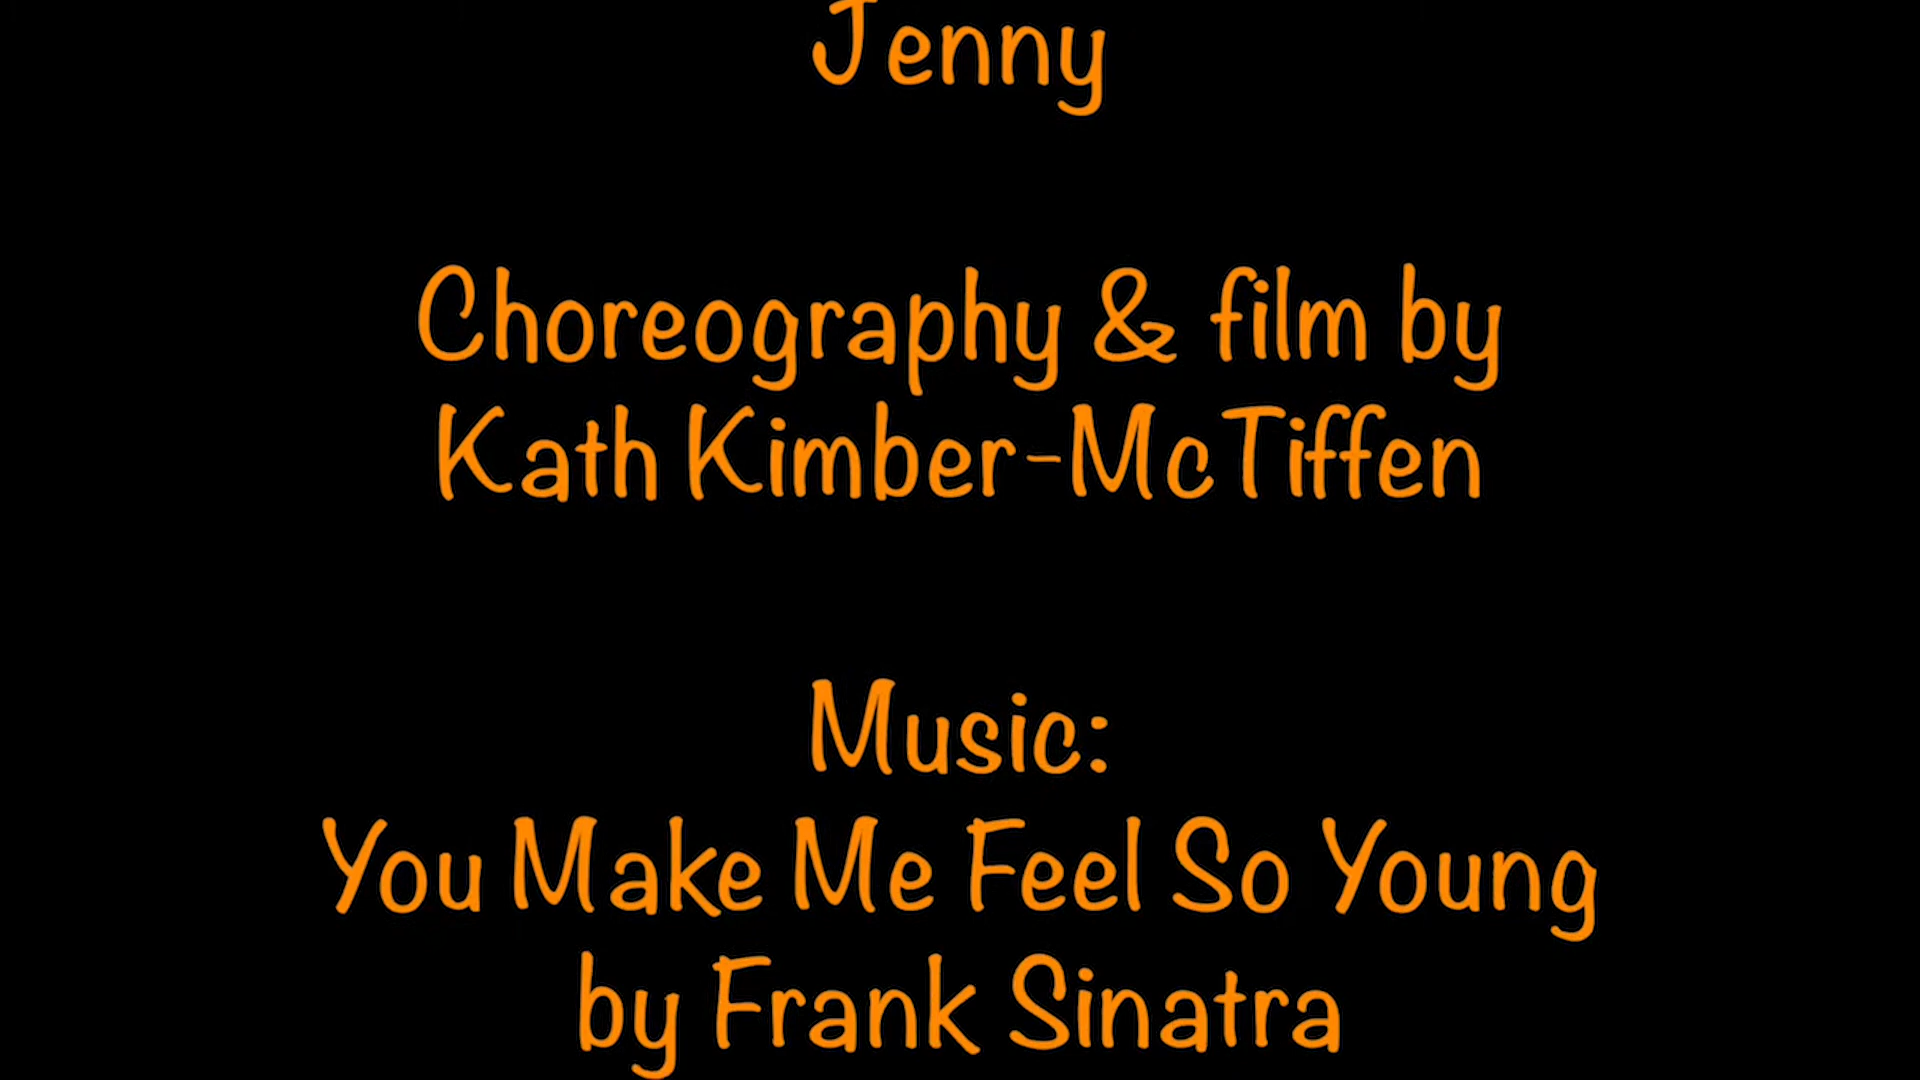 Jenny
Choreography & film by
Kath Kimber-McTiffen
Music:
You Make Me Feel So Young
by Frank Sinatra